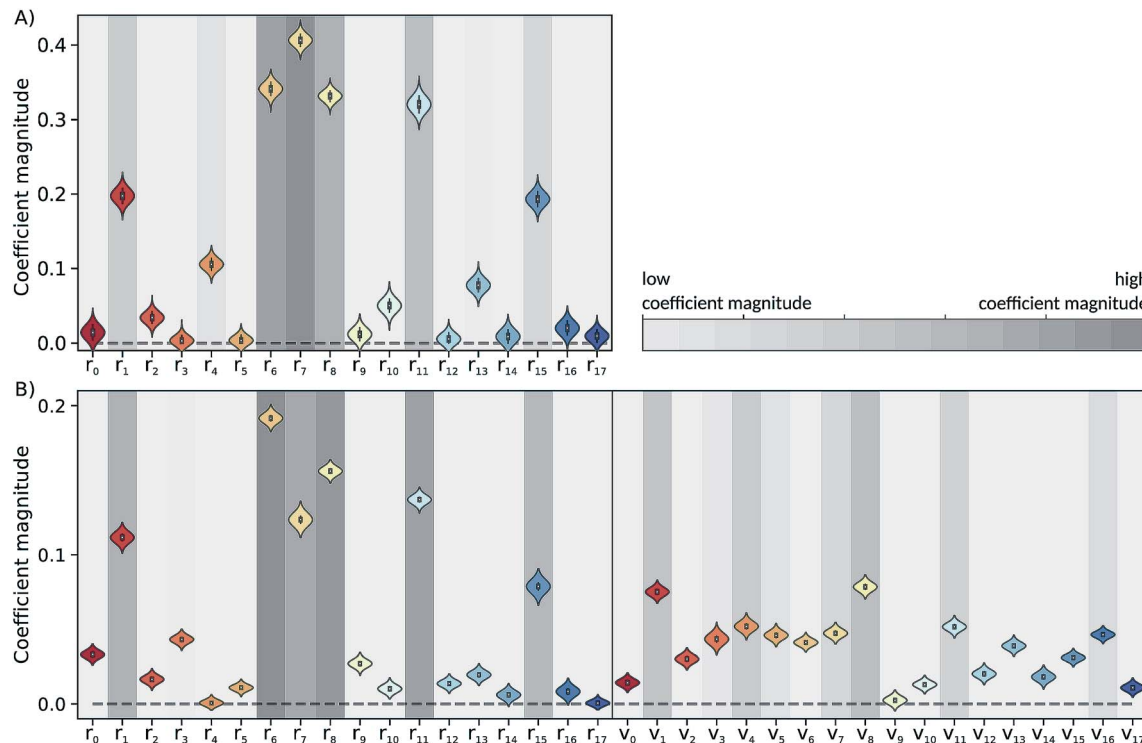 A)
Coefficient magnitude
0.4
0.3
0.2
0.1
0.0
r₀ r₁ r₂ r₃ r₄ r₅ r₆ r₇ r₈ r₉ r₁₀ r₁₁ r₁₂ r₁₃ r₁₄ r₁₅ r₁₆ r₁₇
low high
coefficient magnitude coefficient magnitude
B)
Coefficient magnitude
0.2
0.1
0.0
r₀ r₁ r₂ r₃ r₄ r₅ r₆ r₇ r₈ r₉ r₁₀ r₁₁ r₁₂ r₁₃ r₁₄ r₁₅ r₁₆ r₁₇ v₀ v₁ v₂ v₃ v₄ v₅ v₆ v₇ v₈ v₉ v₁₀ v₁₁ v₁₂ v₁₃ v₁₄ v₁₅ v₁₆ v₁₇